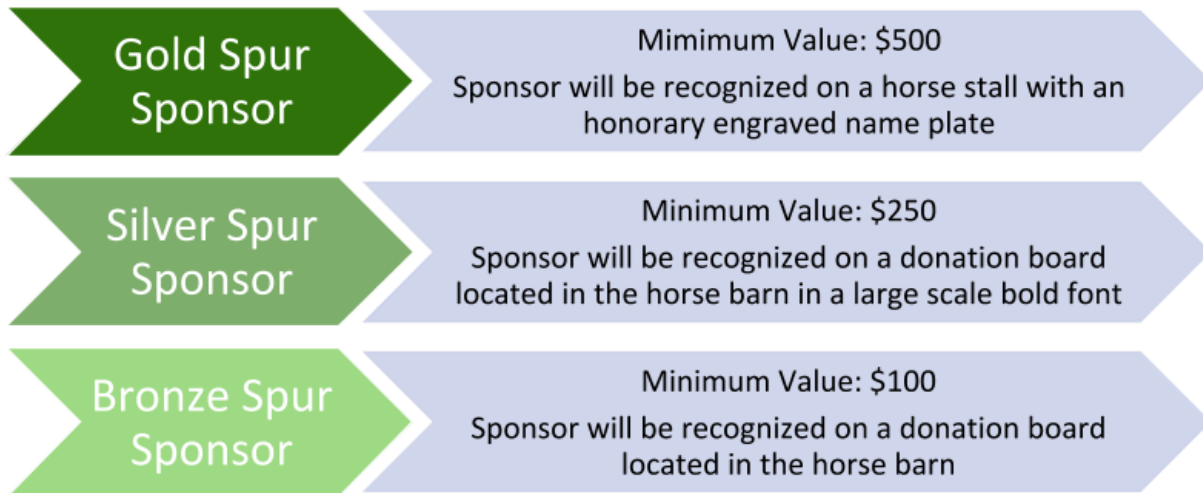 Gold Spur
Sponsor
Mimimum Value: $500
Sponsor will be recognized on a horse stall with an
honorary engraved name plate
Silver Spur
Sponsor
Minimum Value: $250
Sponsor will be recognized on a donation board
located in the horse barn in a large scale bold font
Bronze Spur
Sponsor
Minimum Value: $100
Sponsor will be recognized on a donation board
located in the horse barn